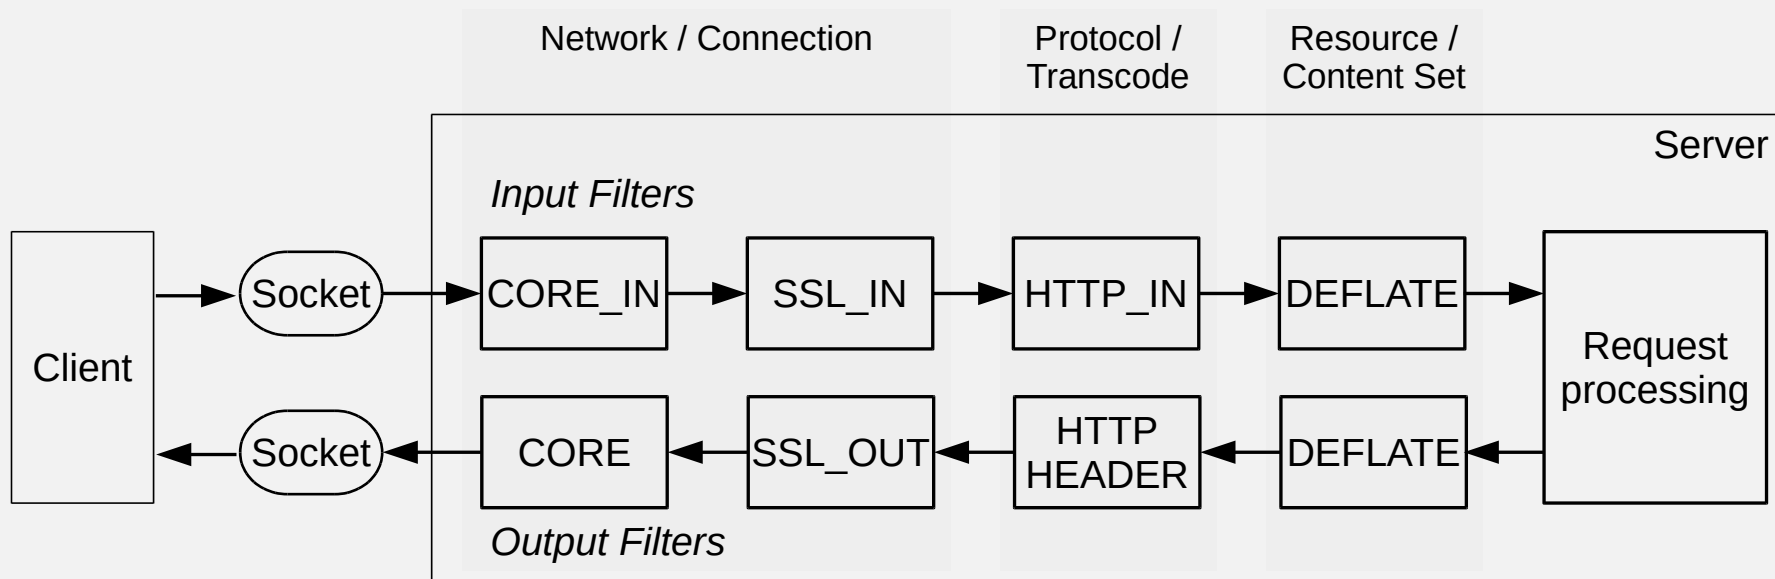 Network / Connection
Protocol /
Transcode
Resource /
Content Set
Server
Input Filters
Client
Socket
CORE_IN
SSL_IN
HTTP_IN
DEFLATE
Request
processing
Socket
CORE
SSL_OUT
HTTP
HEADER
DEFLATE
Output Filters